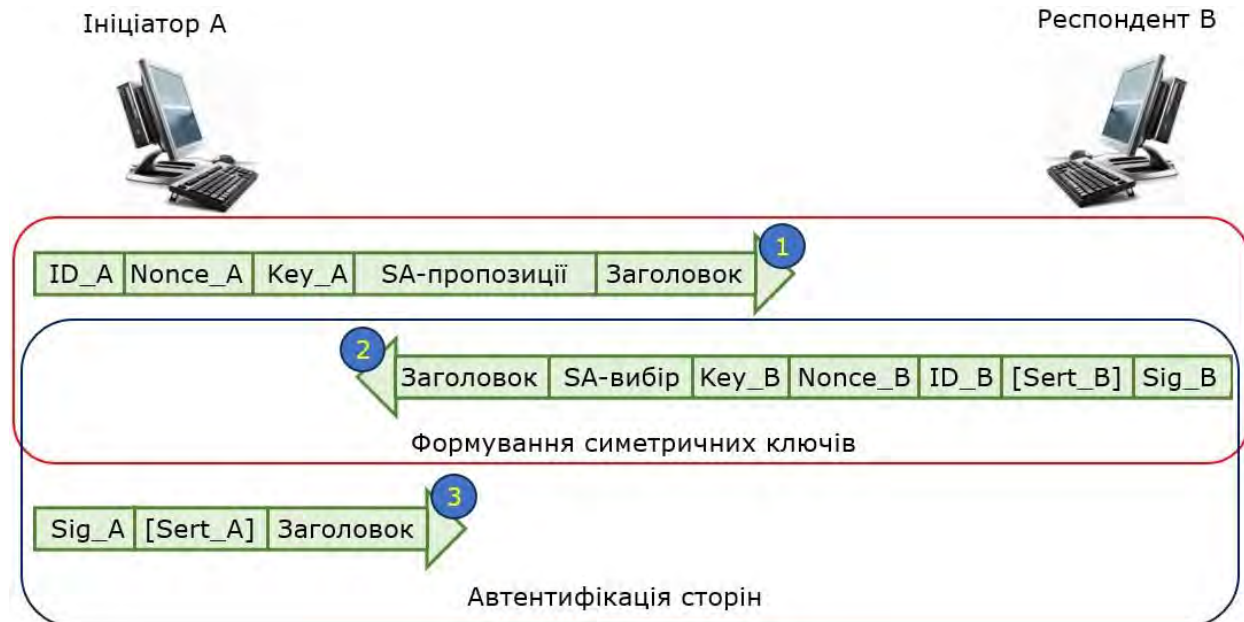 Ініціатор А
Респондент В
1
ID_A Nonce_A Key_A SA-пропозиції Заголовок
2
Заголовок SA-вибір Key_B Nonce_B ID_B [Sert_B] Sig_B
Формування симетричних ключів
3
Sig_A [Sert_A] Заголовок
Автентифікація сторін